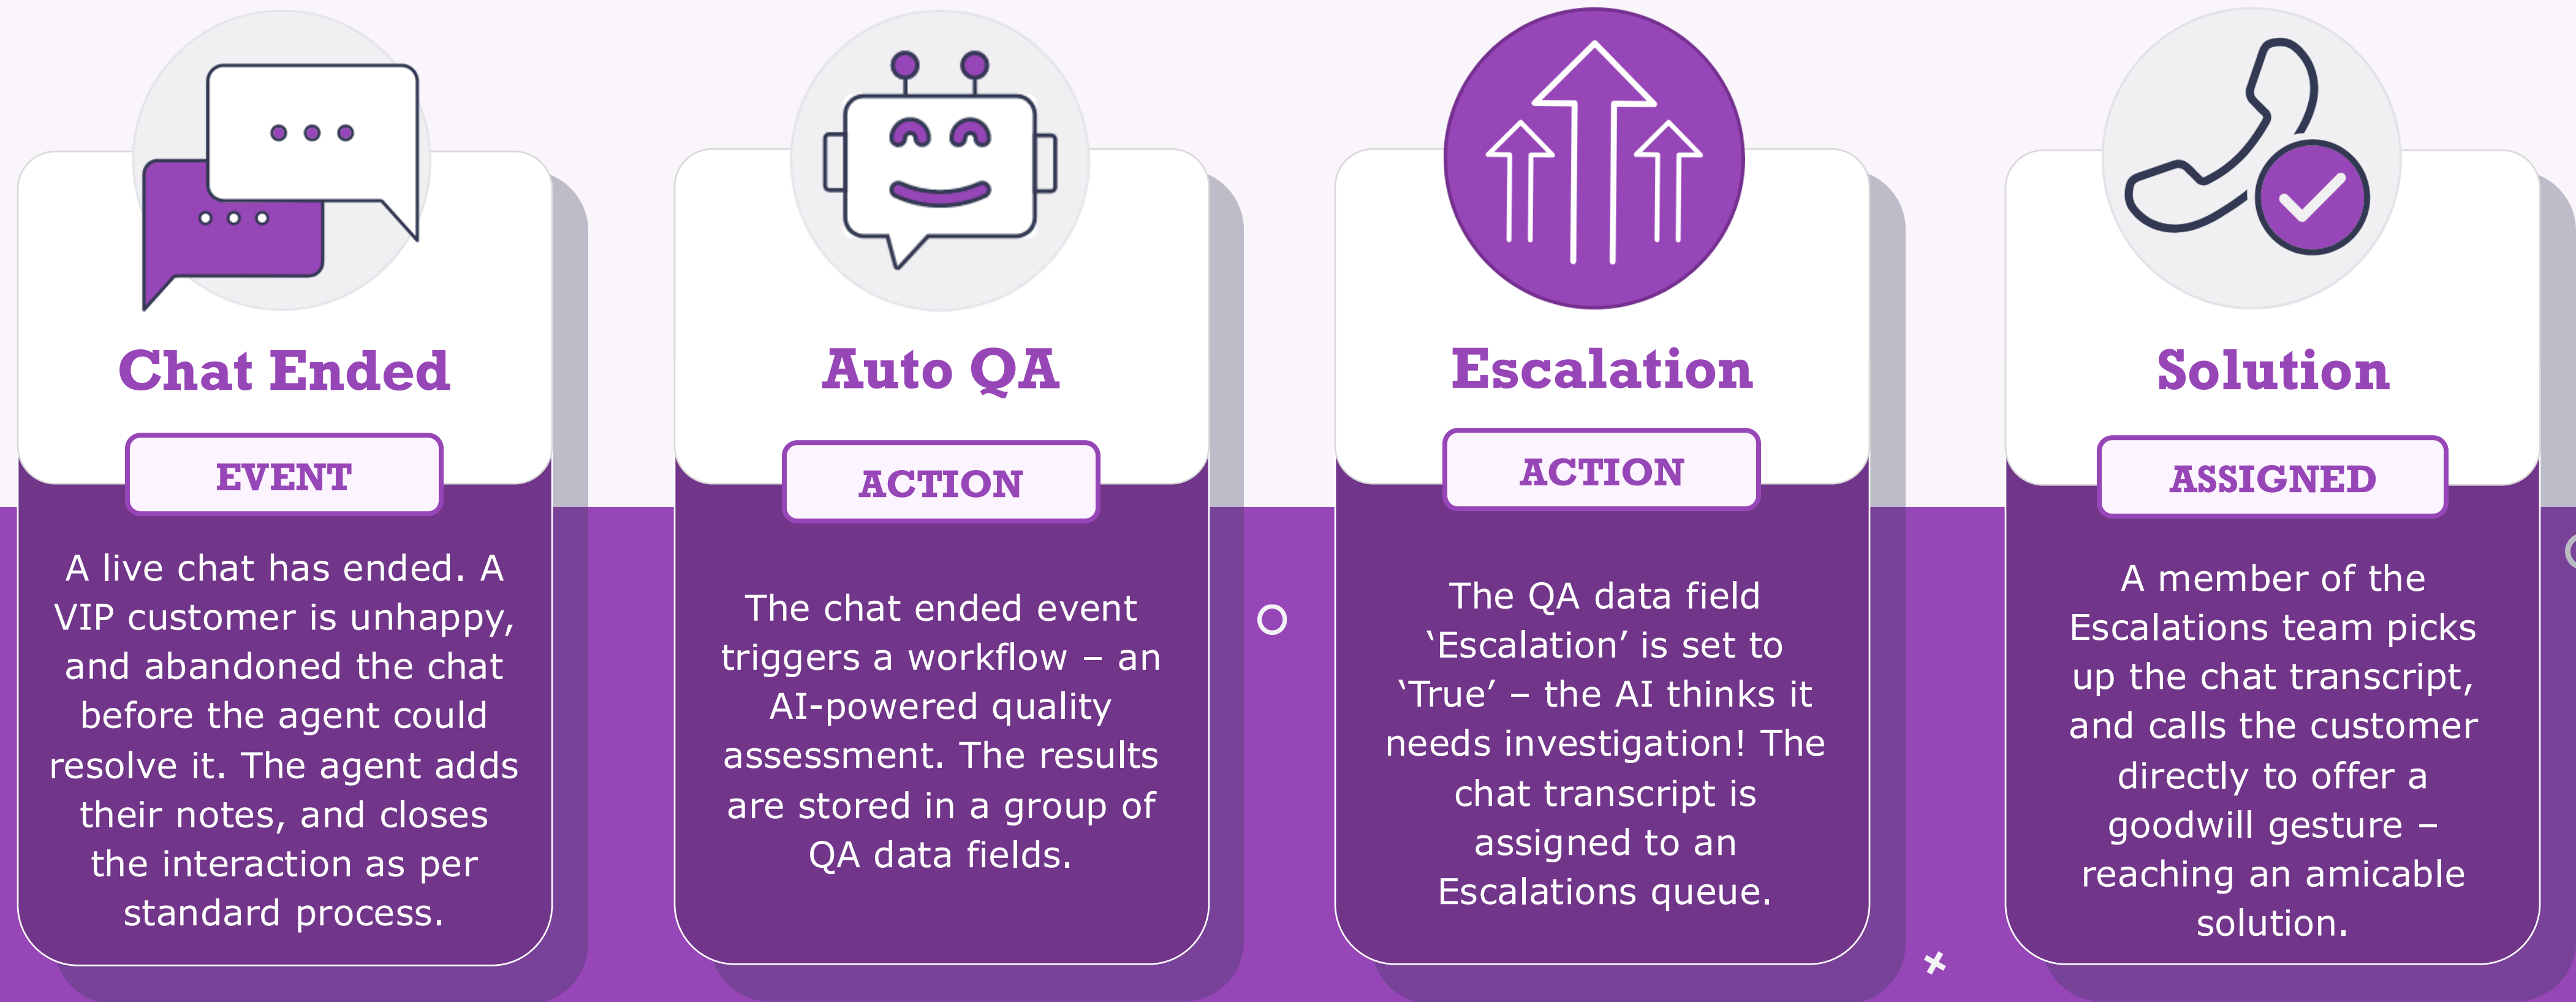 Chat Ended
EVENT
A live chat has ended. A
VIP customer is unhappy,
and abandoned the chat
before the agent could
resolve it. The agent adds
their notes, and closes
the interaction as per
standard process.
Auto QA
ACTION
The chat ended event
triggers a workflow – an
AI-powered quality
assessment. The results
are stored in a group of
QA data fields.
Escalation
ACTION
The QA data field
‘Escalation’ is set to
‘True’ – the AI thinks it
needs investigation! The
chat transcript is
assigned to an
Escalations queue.
Solution
ASSIGNED
A member of the
Escalations team picks
up the chat transcript,
and calls the customer
directly to offer a
goodwill gesture –
reaching an amicable
solution.